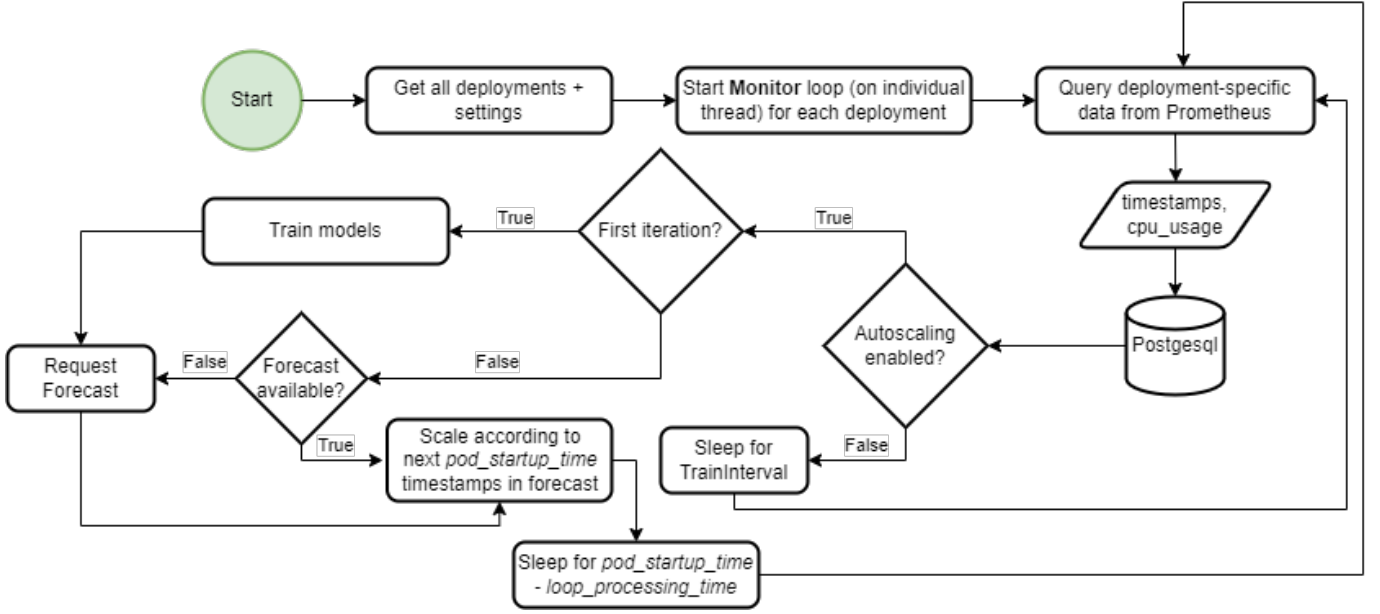 Start
Get all deployments +
settings
Start Monitor loop (on individual
thread) for each deployment
Query deployment-specific
data from Prometheus
timestamps,
cpu_usage
Postgesql
Autoscaling
enabled?
True
First iteration?
True
Train models
False
Forecast
available?
False
Request
Forecast
True
Scale according to
next pod_startup_time
timestamps in forecast
False
Sleep for
TrainInterval
Sleep for pod_startup_time
- loop_processing_time